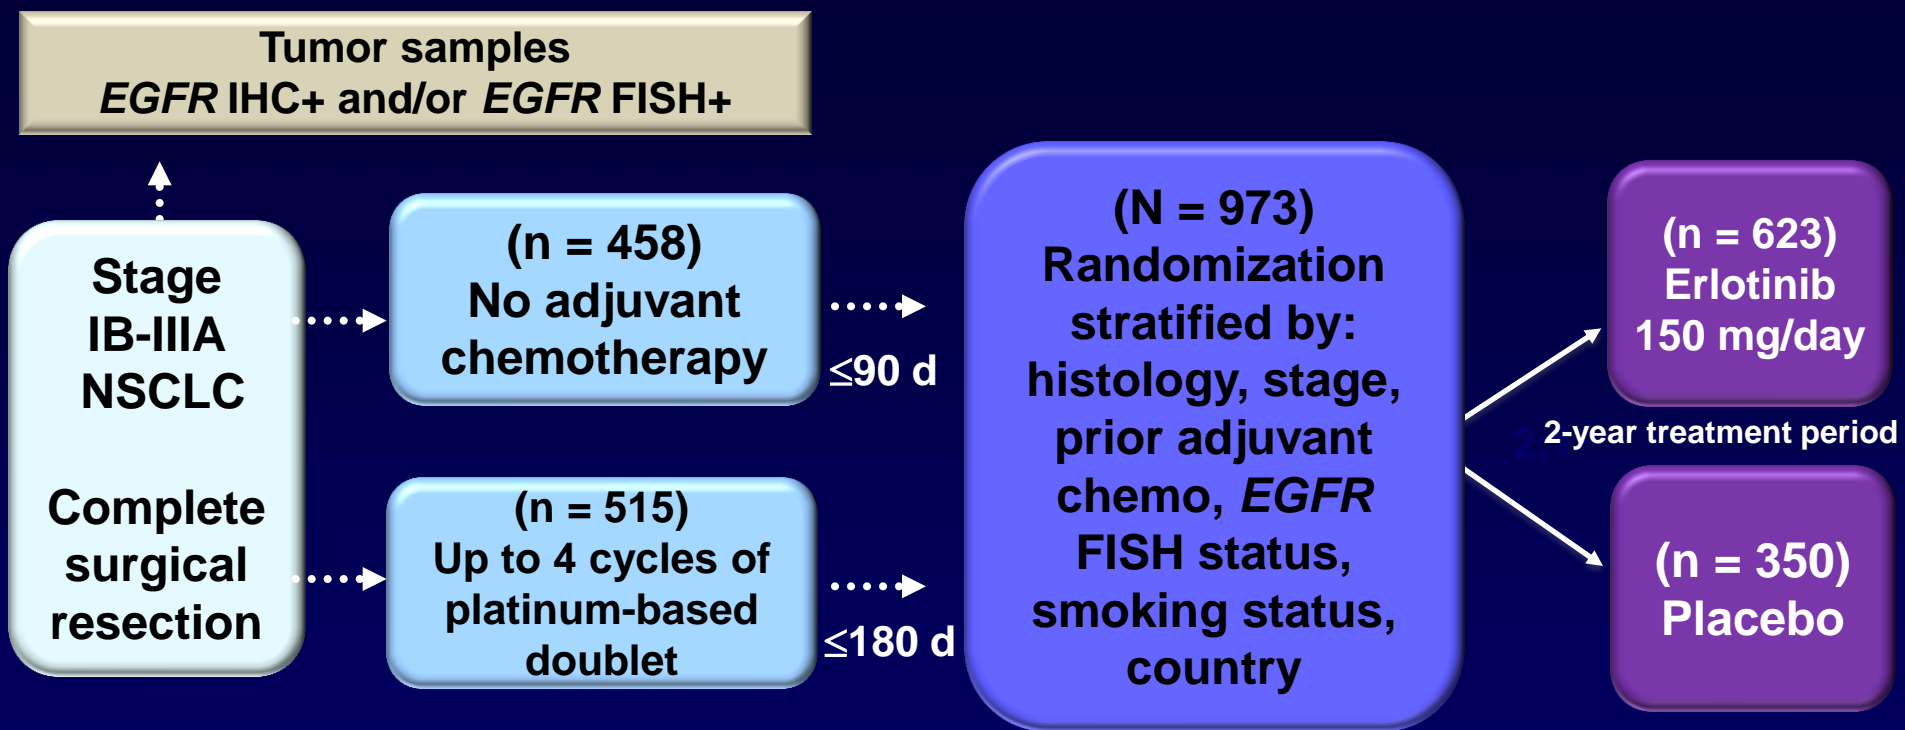 Tumor samples
EGFR IHC+ and/or EGFR FISH+
Stage
IB-IIIA
NSCLC
Complete
surgical
resection
(n = 458)
No adjuvant
chemotherapy
≤90 d
(n = 515)
Up to 4 cycles of
platinum-based
doublet
≤180 d
(N = 973)
Randomization
stratified by:
histology, stage,
prior adjuvant
chemo, EGFR
FISH status,
smoking status,
country
(n = 623)
Erlotinib
150 mg/day
2-year treatment period
(n = 350)
Placebo